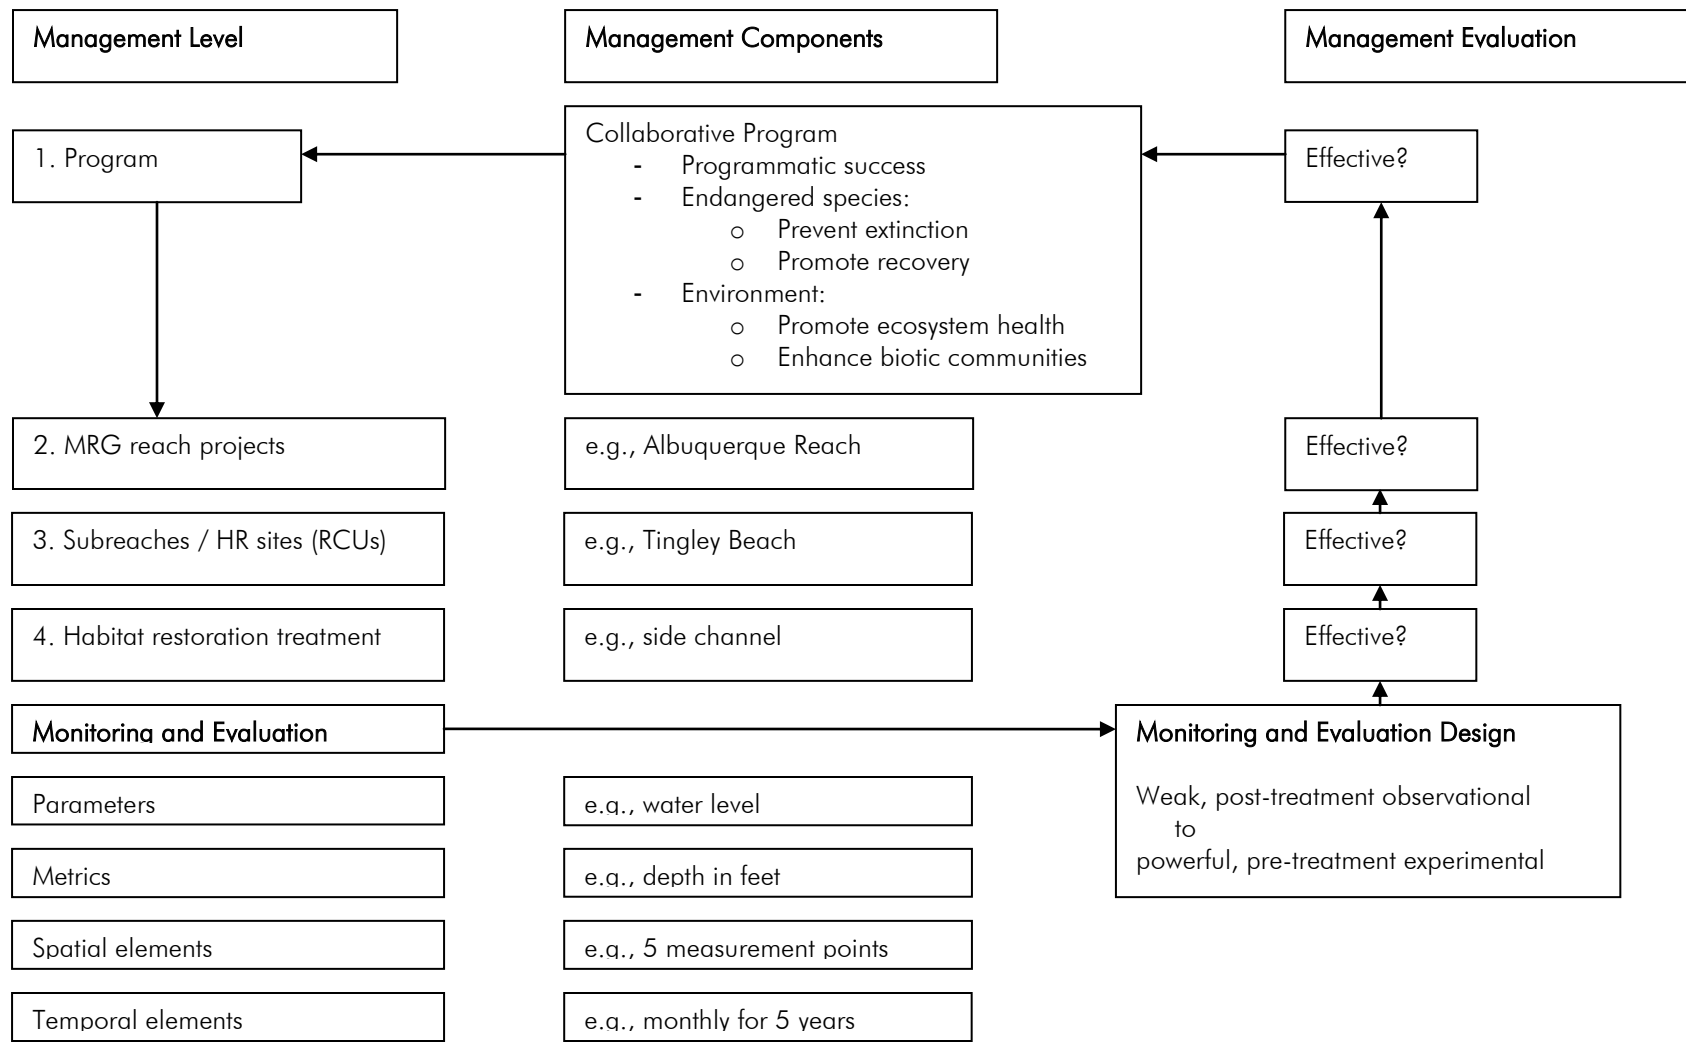 Management Level
Management Components
Management Evaluation
1. Program
Collaborative Program
- Programmatic success
- Endangered species:
o Prevent extinction
o Promote recovery
- Environment:
o Promote ecosystem health
o Enhance biotic communities
Effective?
2. MRG reach projects
e.g., Albuquerque Reach
Effective?
3. Subreaches / HR sites (RCUs)
e.g., Tingley Beach
Effective?
4. Habitat restoration treatment
e.g., side channel
Effective?
Monitoring and Evaluation
Monitoring and Evaluation Design
Weak, post-treatment observational
to
powerful, pre-treatment experimental
Parameters
e.g., water level
Metrics
e.g., depth in feet
Spatial elements
e.g., 5 measurement points
Temporal elements
e.g., monthly for 5 years